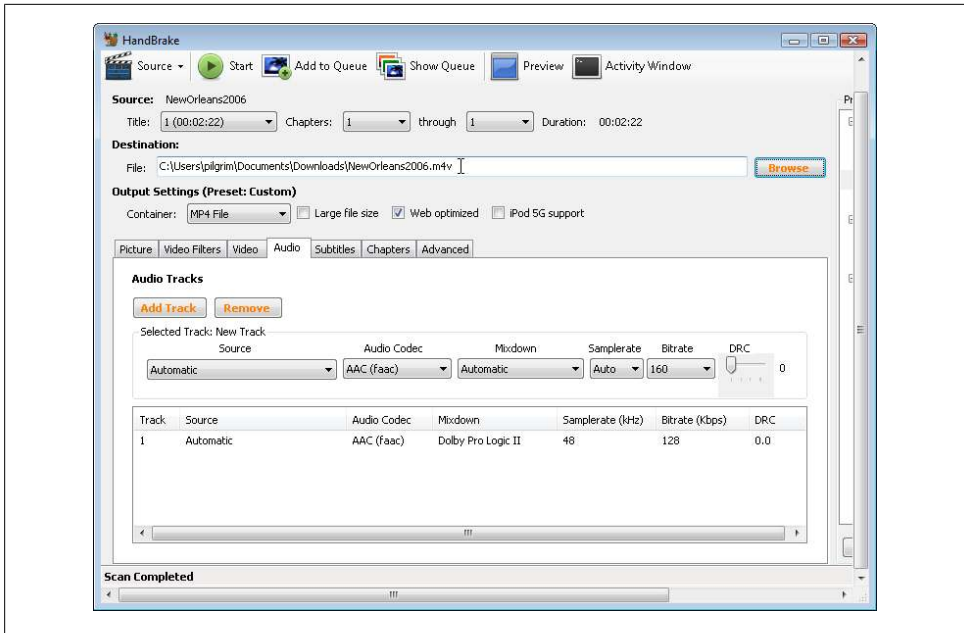 HandBrake
Source Start Add to Queue Show Queue Preview Activity Window
Source: NewOrleans2006
Title: 1 (00:02:22) Chapters: 1 through 1 Duration: 00:02:22
Destination:
File: C:\Users\pilgrim\Documents\Downloads\NewOrleans2006.m4v Browse
Output Settings (Preset: Custom)
Container: MP4 File Large file size Web optimized iPod 5G support
Picture Video Filters Video Audio Subtitles Chapters Advanced
Audio Tracks
Add Track Remove
Selected Track: New Track
Source Audio Codec Mixdown Samplerate Bitrate DRC
Automatic AAC (faac) Automatic Auto 160 0
Track Source Audio Codec Mixdown Samplerate (kHz) Bitrate (Kbps) DRC
1 Automatic AAC (faac) Dolby Pro Logic II 48 128 0.0
Scan Completed